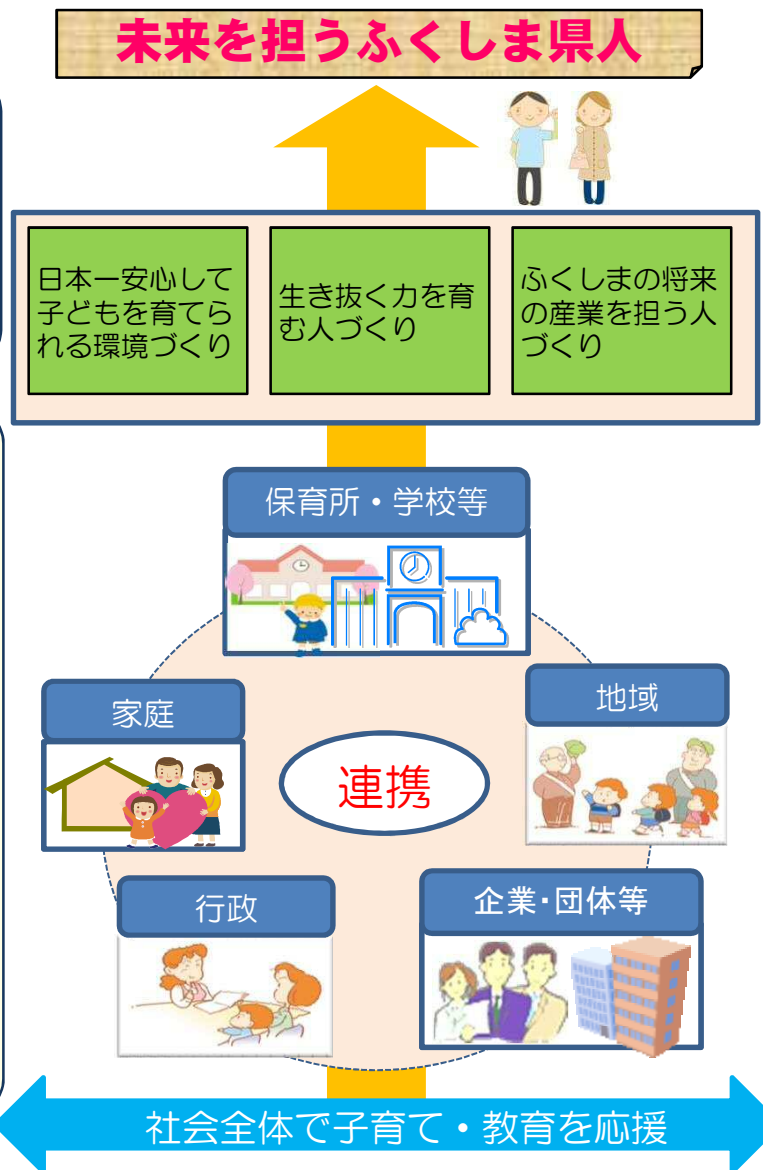 未来を担うふくしま県人
日本一安心して
子どもを育てら
れる環境づくり
生き抜く力を育
む人づくり
ふくしまの将来
の産業を担う人
づくり
保育所・学校等
家庭
地域
連携
行政
企業・団体等
社会全体で子育て・教育を応援